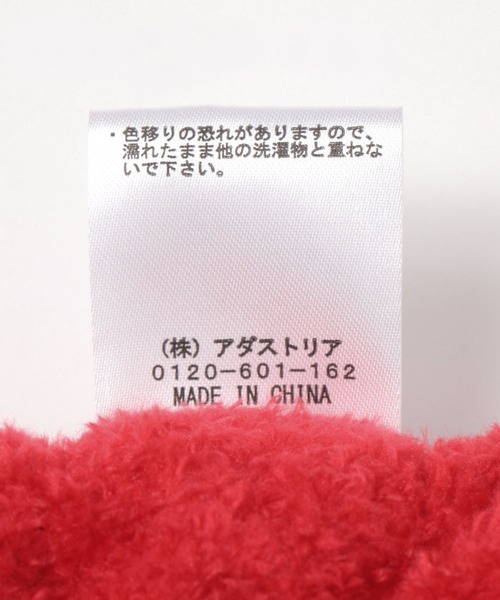 ・色移りの恐れがありますので、
濡れたまま他の洗濯物と重ねな
いで下さい。
(株) アダストリア
0120-601-162
MADE IN CHINA